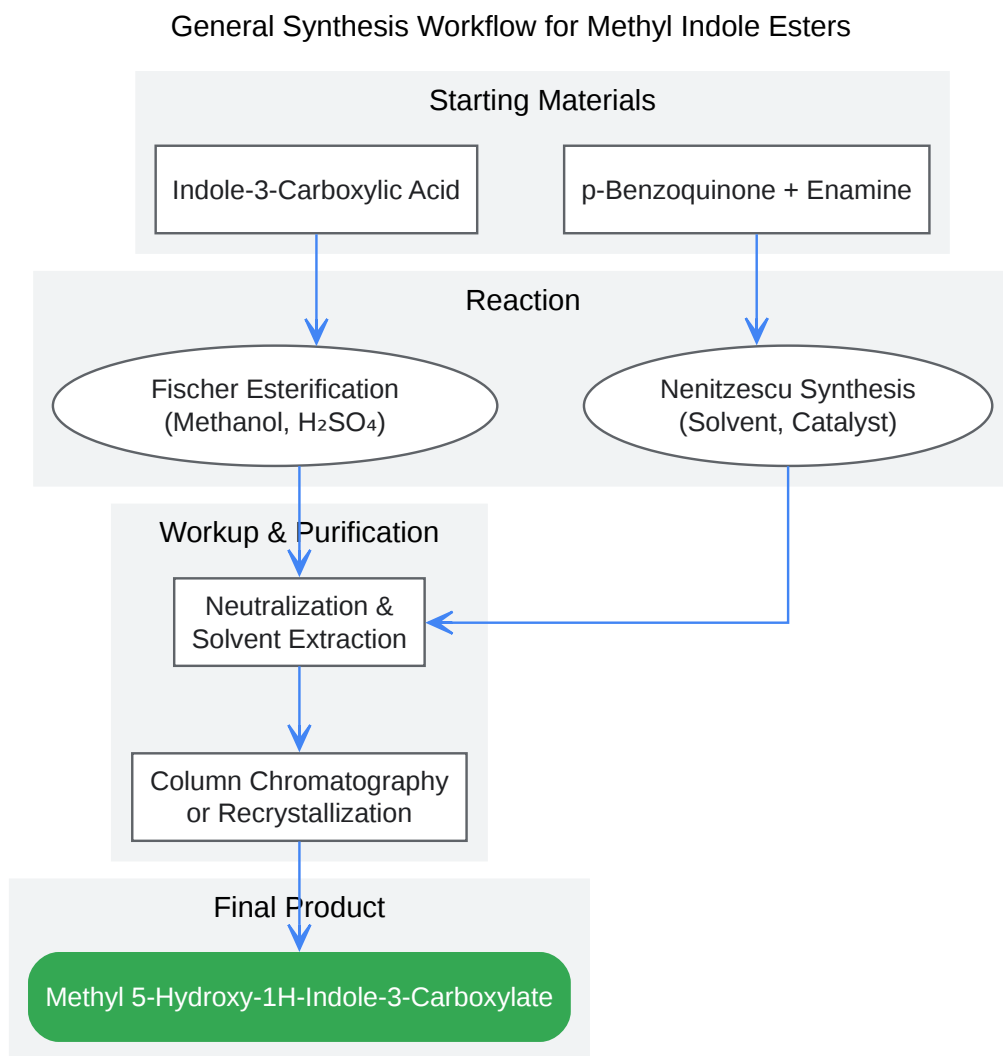 General Synthesis Workflow for Methyl Indole Esters
Starting Materials
Indole-3-Carboxylic Acid
p-Benzoquinone + Enamine
Reaction
Fischer Esterification
(Methanol, H₂SO₄)
Nenitzescu Synthesis
(Solvent, Catalyst)
Workup & Purification
Neutralization &
Solvent Extraction
Column Chromatography
or Recrystallization
Final Product
Methyl 5-Hydroxy-1H-Indole-3-Carboxylate